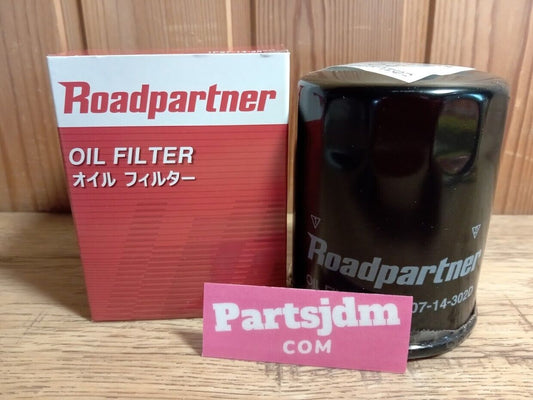 Roadpartner
OIL FILTER
オイル フィルター
Roadpartner
07-14-302D
Partsjdm
COM